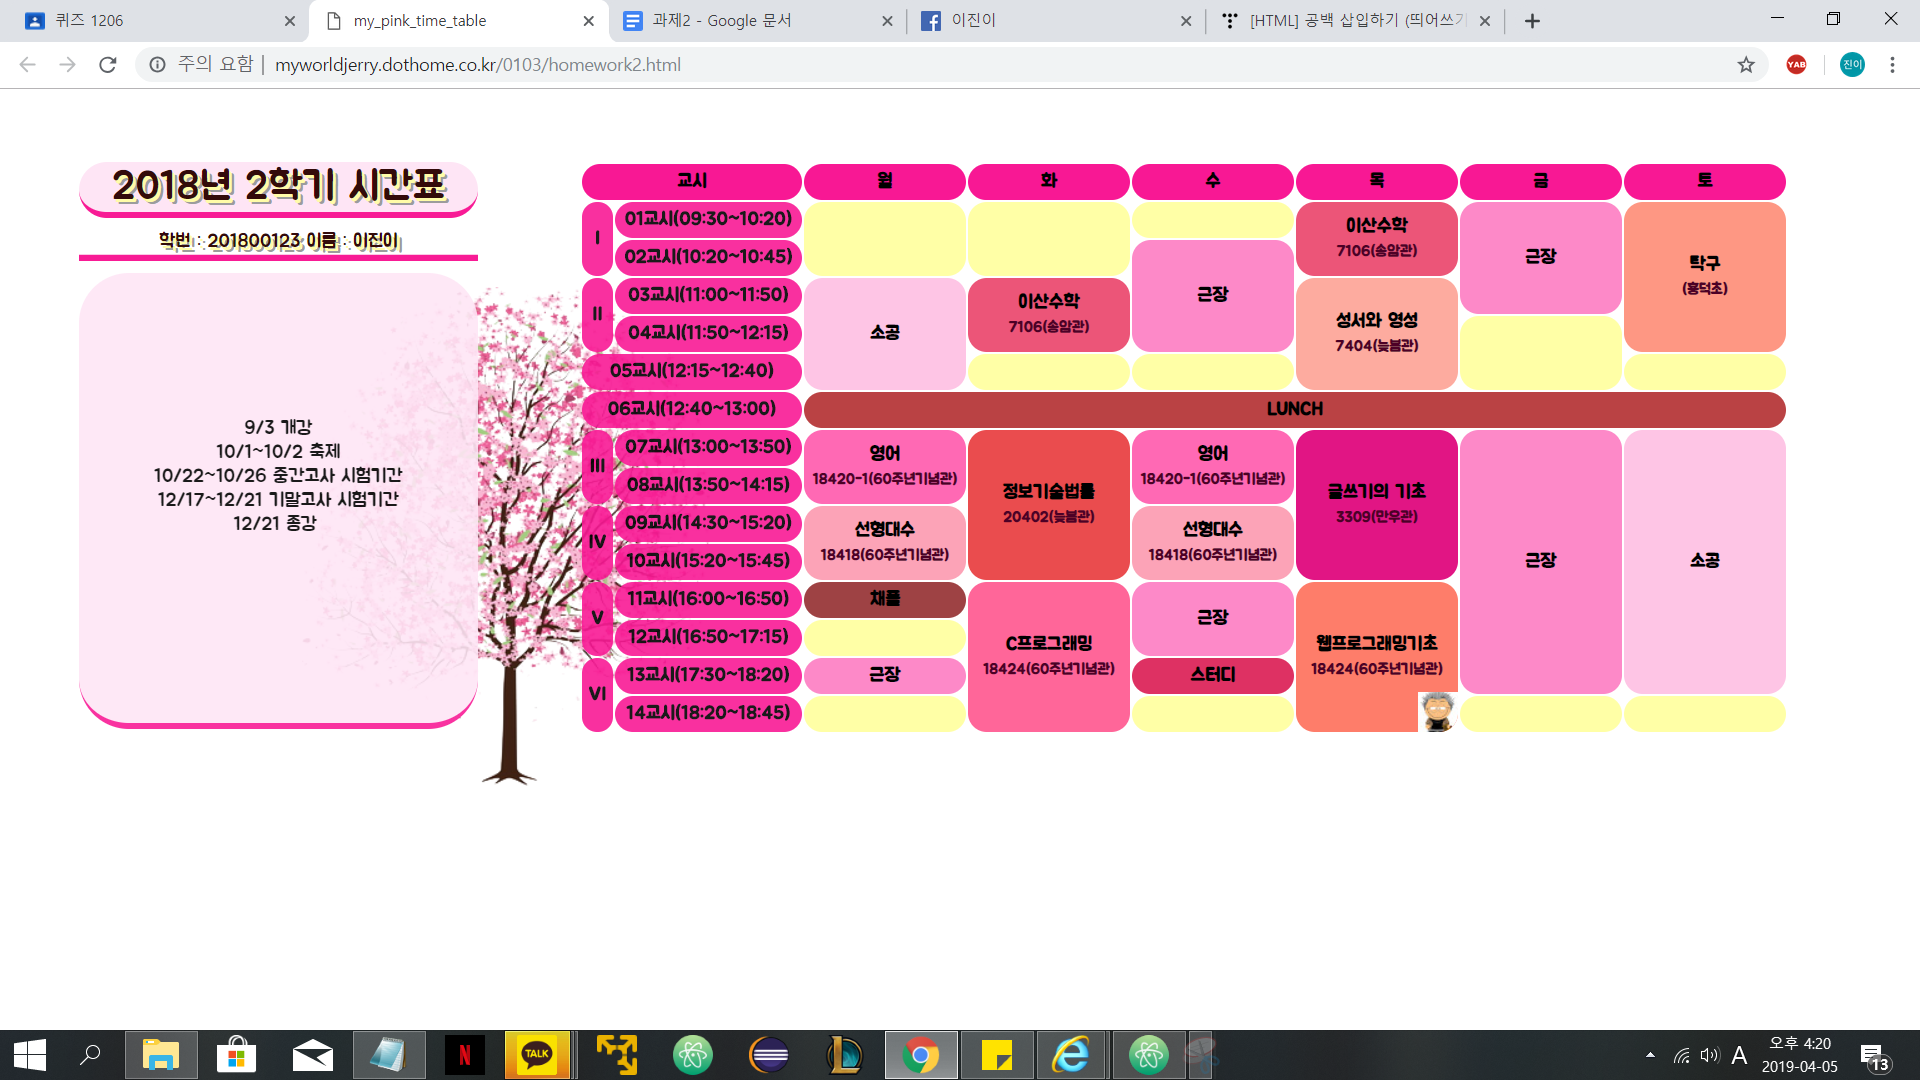 퀴즈 1206
my_pink_time_table
과제2 - Google 문서
이진이
[HTML] 공백 삽입하기 (띄어쓰기
주의 요함 | myworldjerry.dothome.co.kr/0103/homework2.html
YAB
진이
2018년 2학기 시간표
학번 : 201800123 이름 : 이진이
9/3 개강
10/1~10/2 축제
10/22~10/26 중간고사 시험기간
12/17~12/21 기말고사 시험기간
12/21 종강
교시 월 화 수 목 금 토
I
01교시(09:30~10:20)
02교시(10:20~10:45)
이산수학
7106(송암관)
근장
탁구
(흥덕초)
II
03교시(11:00~11:50)
04교시(11:50~12:15)
소공
이산수학
7106(송암관)
근장
성서와 영성
7404(늦봄관)
05교시(12:15~12:40)
06교시(12:40~13:00)
LUNCH
III
07교시(13:00~13:50)
08교시(13:50~14:15)
영어
18420-1(60주년기념관)
정보기술법률
20402(늦봄관)
영어
18420-1(60주년기념관)
글쓰기의 기초
3309(만우관)
근장
소공
IV
09교시(14:30~15:20)
10교시(15:20~15:45)
선형대수
18418(60주년기념관)
선형대수
18418(60주년기념관)
V
11교시(16:00~16:50)
12교시(16:50~17:15)
채플
C프로그래밍
18424(60주년기념관)
근장
웹프로그래밍기초
18424(60주년기념관)
VI
13교시(17:30~18:20)
14교시(18:20~18:45)
근장
스터디
N
TALK
A
오후 4:20
2019-04-05
13